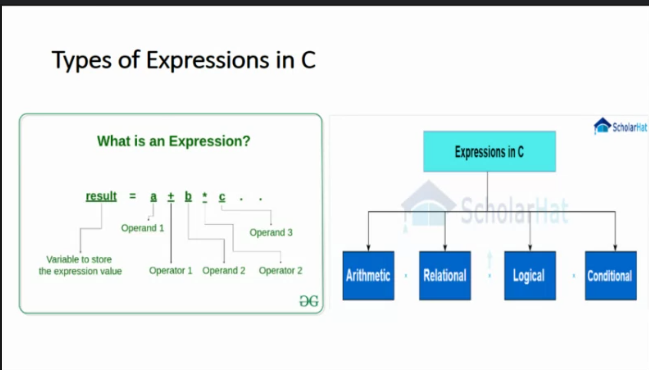 Types of Expressions in C
What is an Expression?
result = a + b * c . .
Operand 1
Operand 3
Variable to store
the expression value
Operator 1 Operand 2 Operator 2
ƏG
ScholarHat
Expressions in C
ScholarHat
Arithmetic
Relational
Logical
Conditional